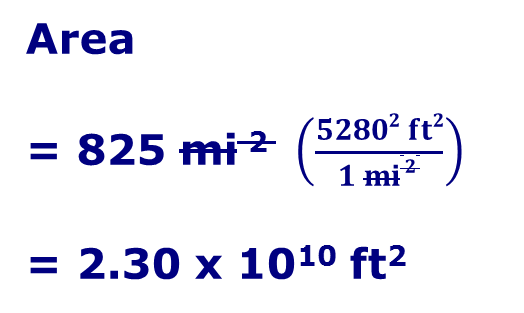 Area
= 825 mi² (5280² ft² / 1 mi²)
= 2.30 x 10¹⁰ ft²